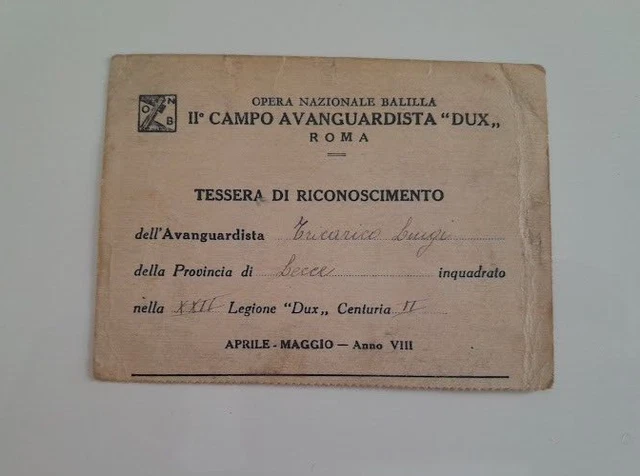 O N B
OPERA NAZIONALE BALILLA
IIº CAMPO AVANGUARDISTA "DUX„
ROMA
TESSERA DI RICONOSCIMENTO
dell'Avanguardista Tricarico Luigi
della Provincia di Lecce inquadrato
nella XXII Legione "Dux„ Centuria II
APRILE - MAGGIO — Anno VIII